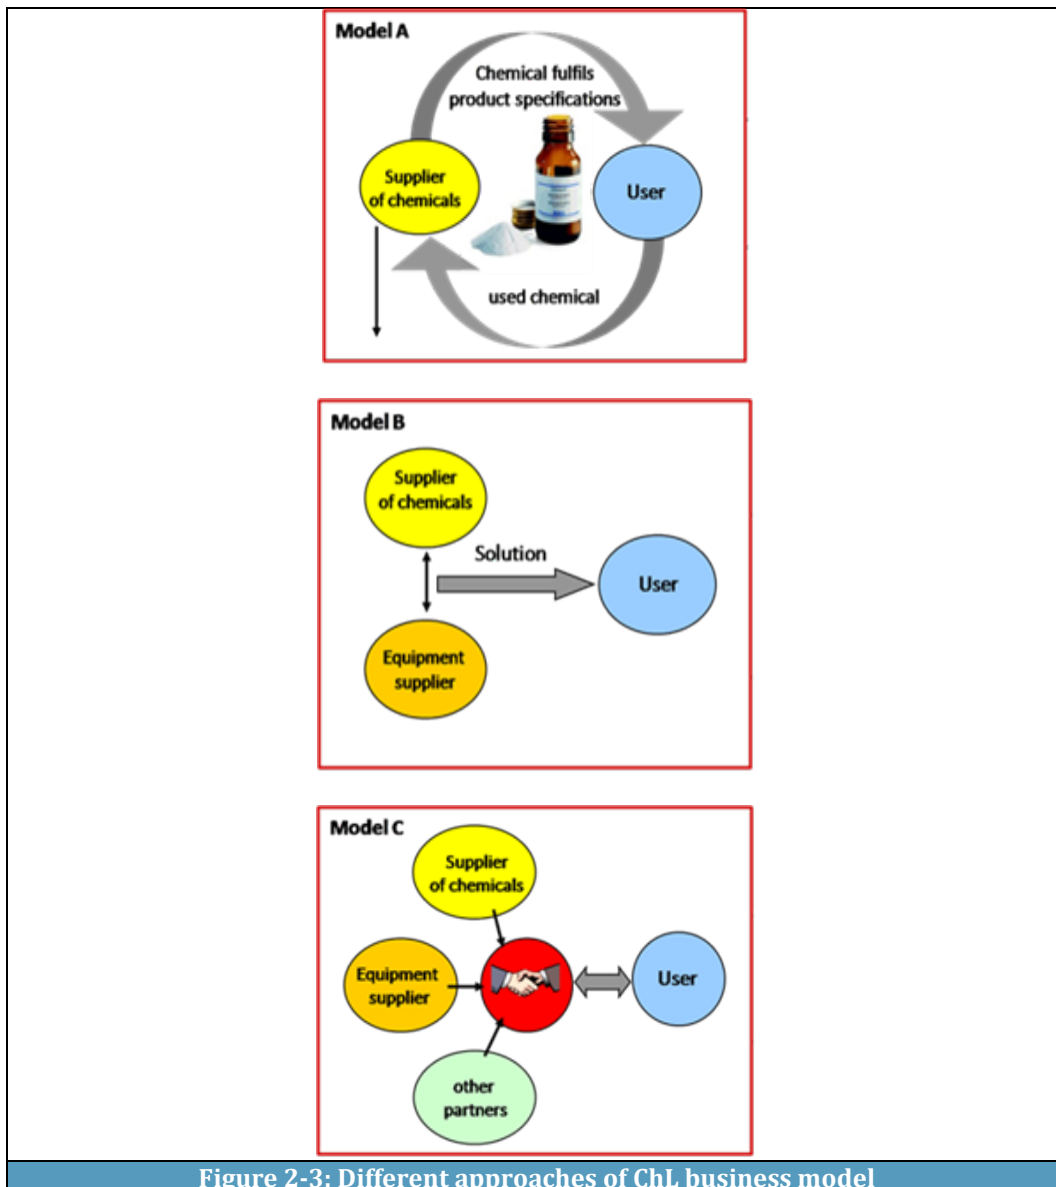 Model A
Chemical fulfils
product specifications
Supplier
of chemicals
User
used chemical
Model B
Supplier
of chemicals
Solution
User
Equipment
supplier
Model C
Supplier
of chemicals
Equipment
supplier
User
other
partners
Figure 2-3: Different approaches of ChL business model